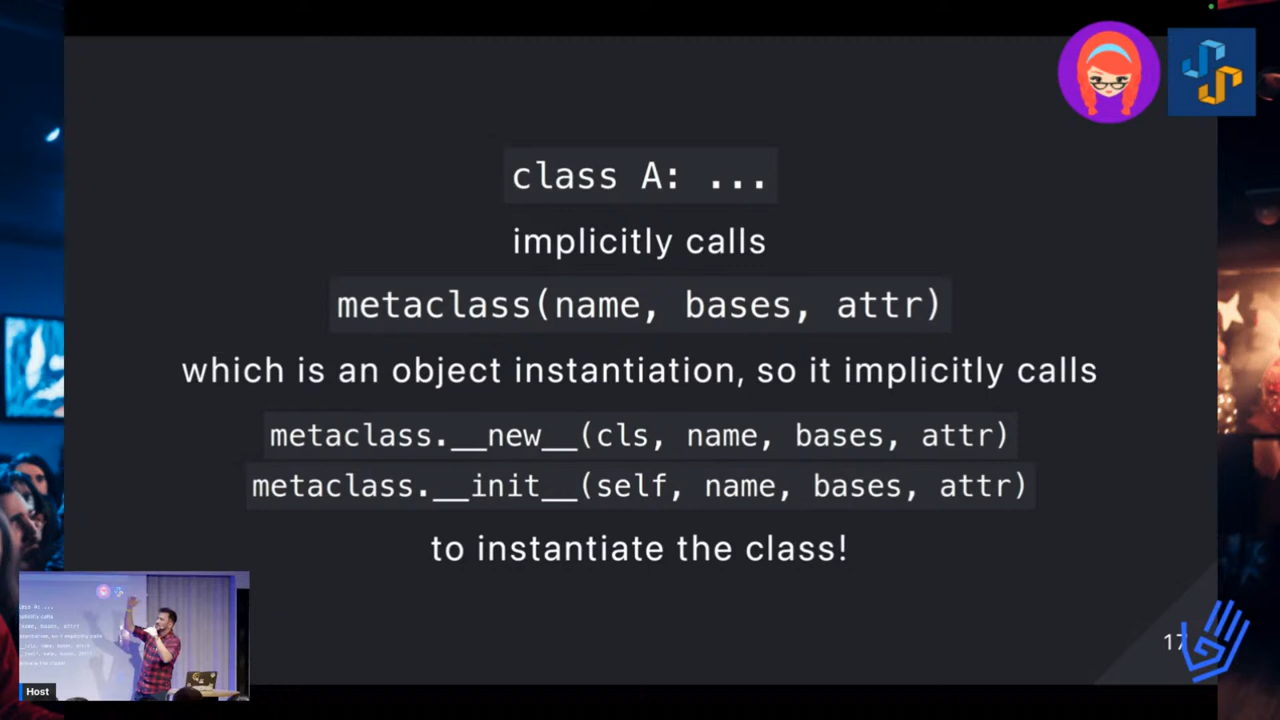 class A: ...
implicitly calls
metaclass(name, bases, attr)
which is an object instantiation, so it implicitly calls
metaclass.__new__(cls, name, bases, attr)
metaclass.__init__(self, name, bases, attr)
to instantiate the class!
17
Host